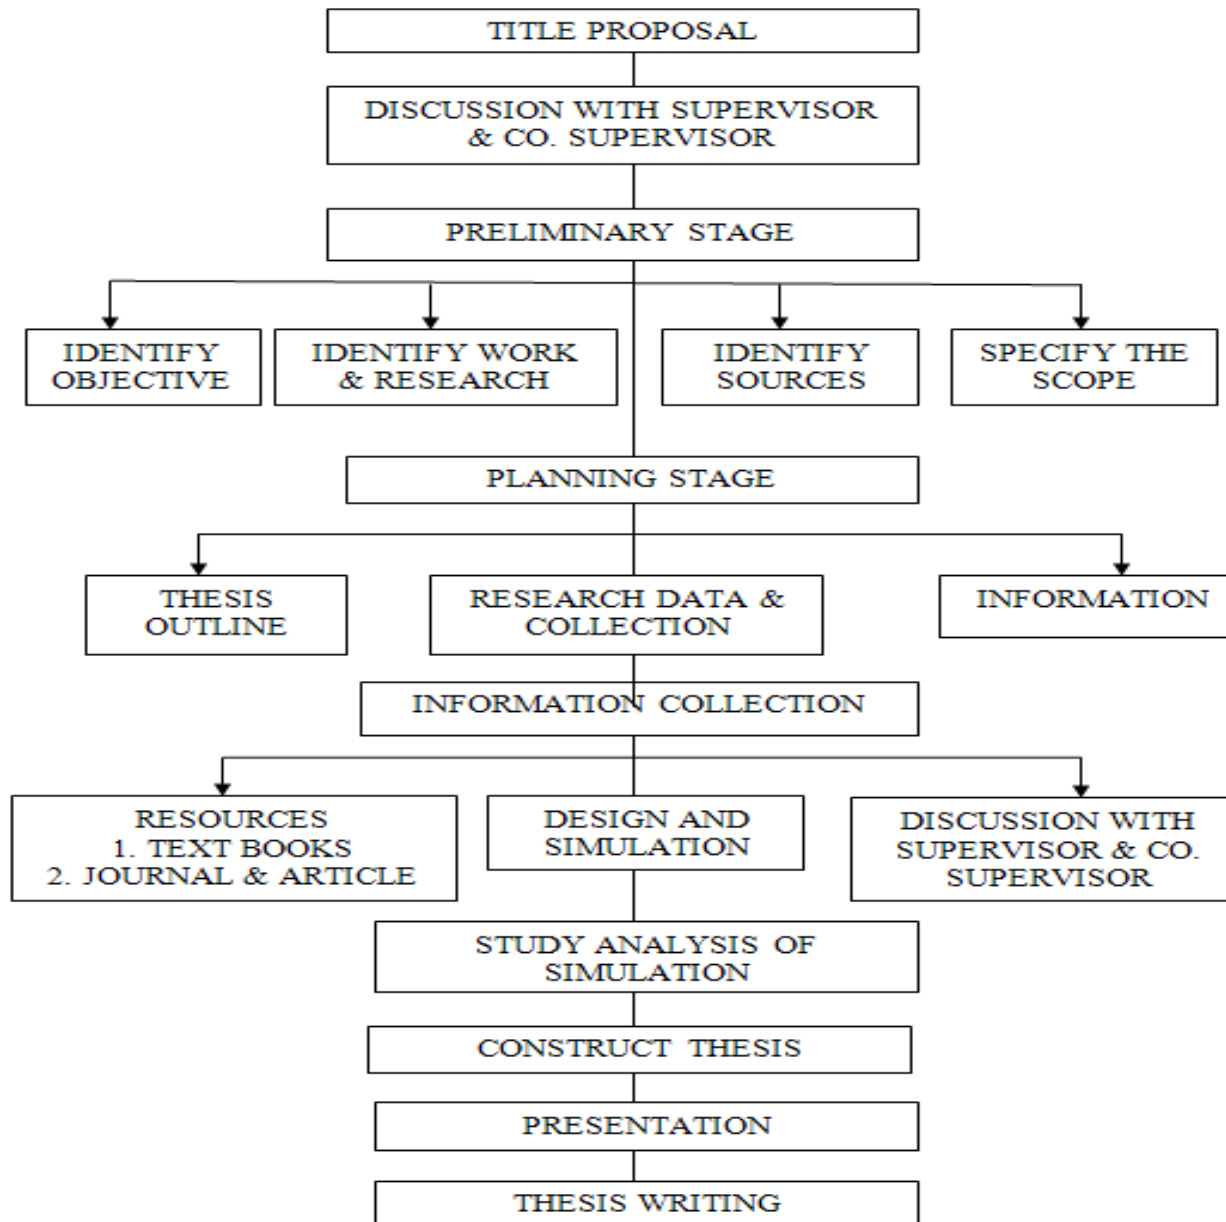 TITLE PROPOSAL
DISCUSSION WITH SUPERVISOR
& CO. SUPERVISOR
PRELIMINARY STAGE
IDENTIFY
OBJECTIVE
IDENTIFY WORK
& RESEARCH
IDENTIFY
SOURCES
SPECIFY THE
SCOPE
PLANNING STAGE
THESIS
OUTLINE
RESEARCH DATA &
COLLECTION
INFORMATION
INFORMATION COLLECTION
RESOURCES
1. TEXT BOOKS
2. JOURNAL & ARTICLE
DESIGN AND
SIMULATION
DISCUSSION WITH
SUPERVISOR & CO.
SUPERVISOR
STUDY ANALYSIS OF
SIMULATION
CONSTRUCT THESIS
PRESENTATION
THESIS WRITING